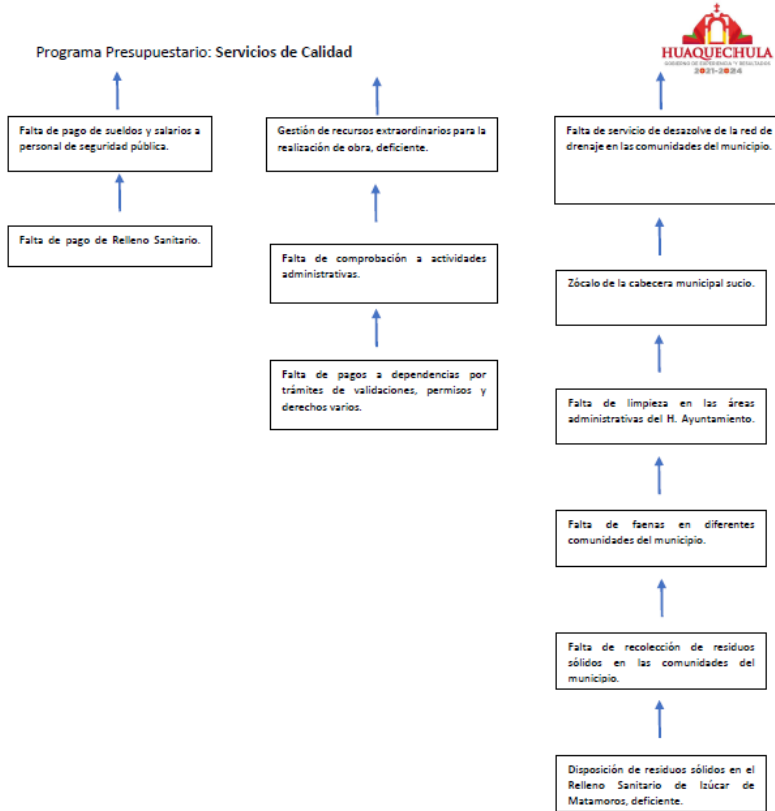 Programa Presupuestario: Servicios de Calidad
HUAQUECHULA
GOBIERNO DE EXPERIENCIA Y RESULTADOS
2021-2024
Falta de pago de sueldos y salarios a
personal de seguridad pública.
Falta de pago de Relleno Sanitario.
Gestión de recursos extraordinarios para la
realización de obra, deficiente.
Falta de comprobación a actividades
administrativas.
Falta de pagos a dependencias por
trámites de validaciones, permisos y
derechos varios.
Falta de servicio de desazolve de la red de
drenaje en las comunidades del municipio.
Zócalo de la cabecera municipal sucio.
Falta de limpieza en las áreas
administrativas del H. Ayuntamiento.
Falta de faenas en diferentes
comunidades del municipio.
Falta de recolección de residuos
sólidos en las comunidades del
municipio.
Disposición de residuos sólidos en el
Relleno Sanitario de Izúcar de
Matamoros, deficiente.